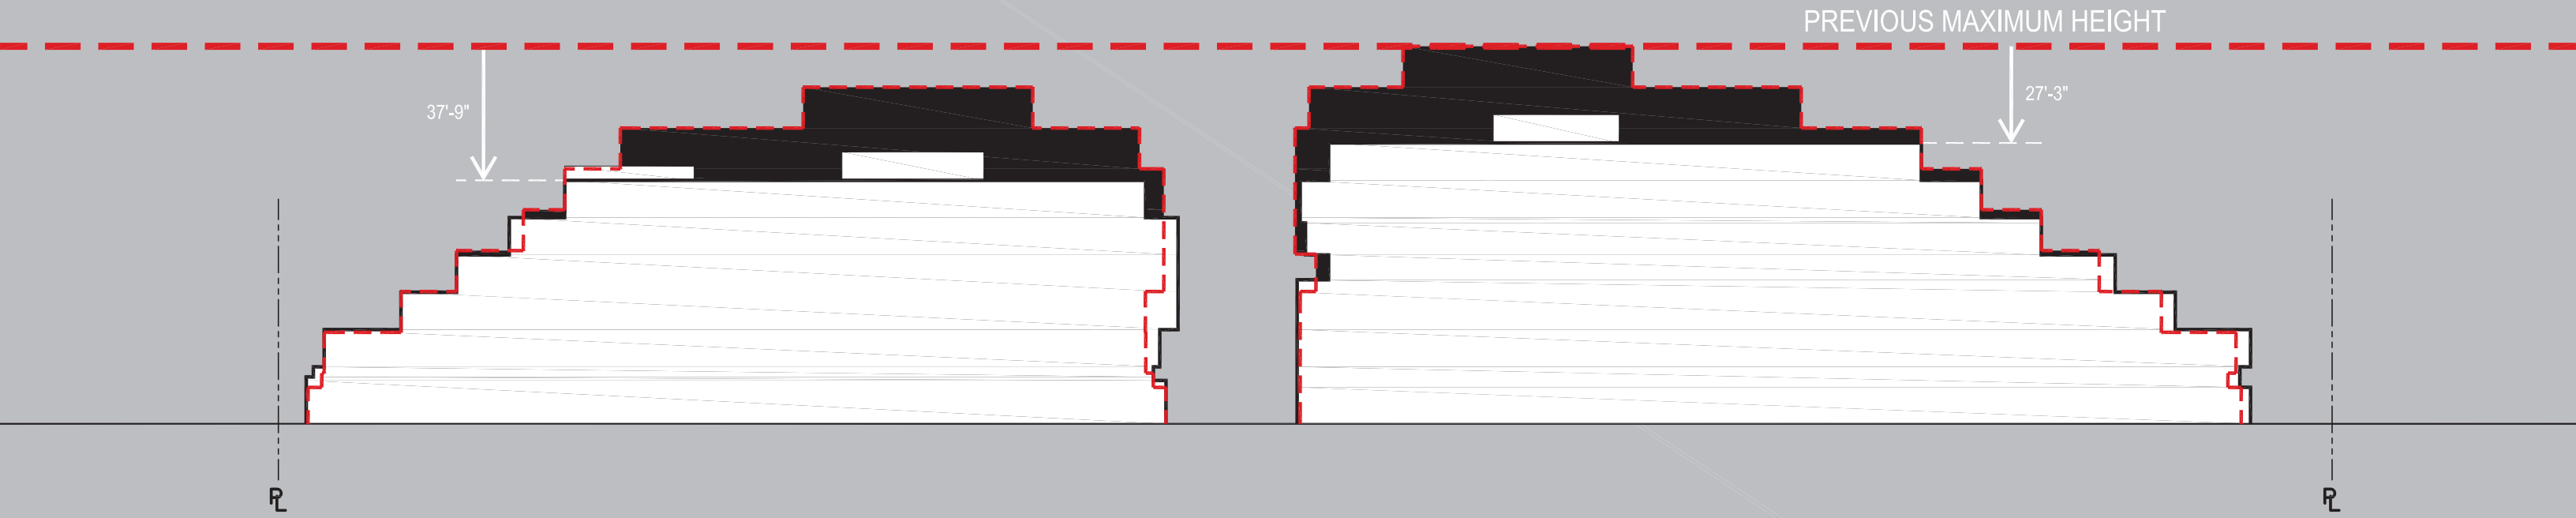 PREVIOUS MAXIMUM HEIGHT
37'-9"
27'-3"
PL
PL